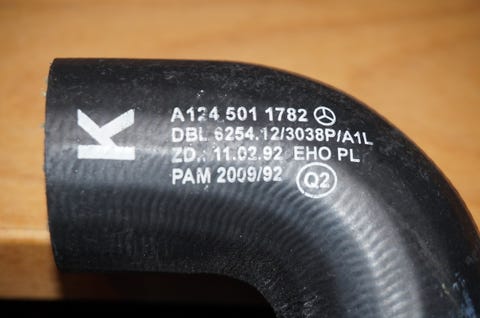 K
A124 501 1782
DBL 6254.12/3038P/A1L
ZD.: 11.02.92 EHO PL
PAM 2009/92 Q2